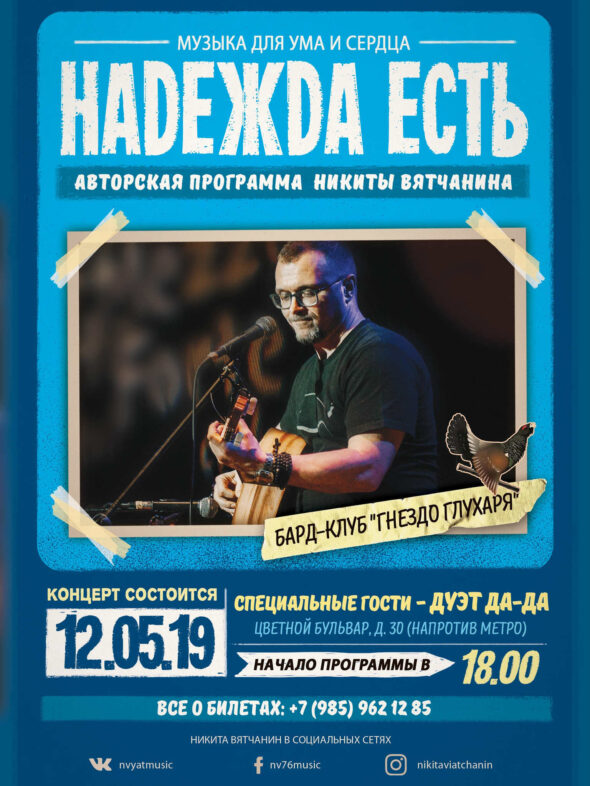 МУЗЫКА ДЛЯ УМА И СЕРДЦА
НАДЕЖДА ЕСТЬ
АВТОРСКАЯ ПРОГРАММА НИКИТЫ ВЯТЧАНИНА
БАРД-КЛУБ "ГНЕЗДО ГЛУХАРЯ"
КОНЦЕРТ СОСТОИТСЯ
12.05.19
СПЕЦИАЛЬНЫЕ ГОСТИ - ДУЭТ ДА-ДА
ЦВЕТНОЙ БУЛЬВАР, Д. 30 (НАПРОТИВ МЕТРО)
НАЧАЛО ПРОГРАММЫ В 18.00
ВСЕ О БИЛЕТАХ: +7 (985) 962 12 85
НИКИТА ВЯТЧАНИН В СОЦИАЛЬНЫХ СЕТЯХ
nvyatmusic nv76music nikitaviatchanin